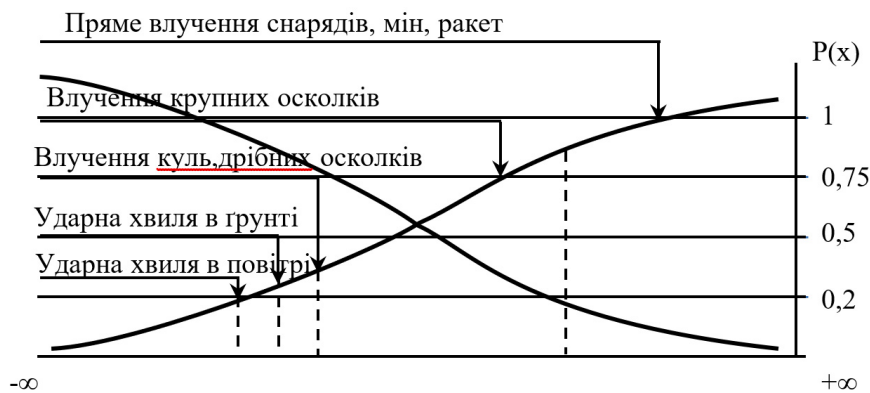 Пряме влучення снарядів, мін, ракет
P(x)
Влучення крупних осколків
1
Влучення куль,дрібних осколків
0,75
Ударна хвиля в ґрунті
0,5
Ударна хвиля в повітрі
0,2
-∞
+∞